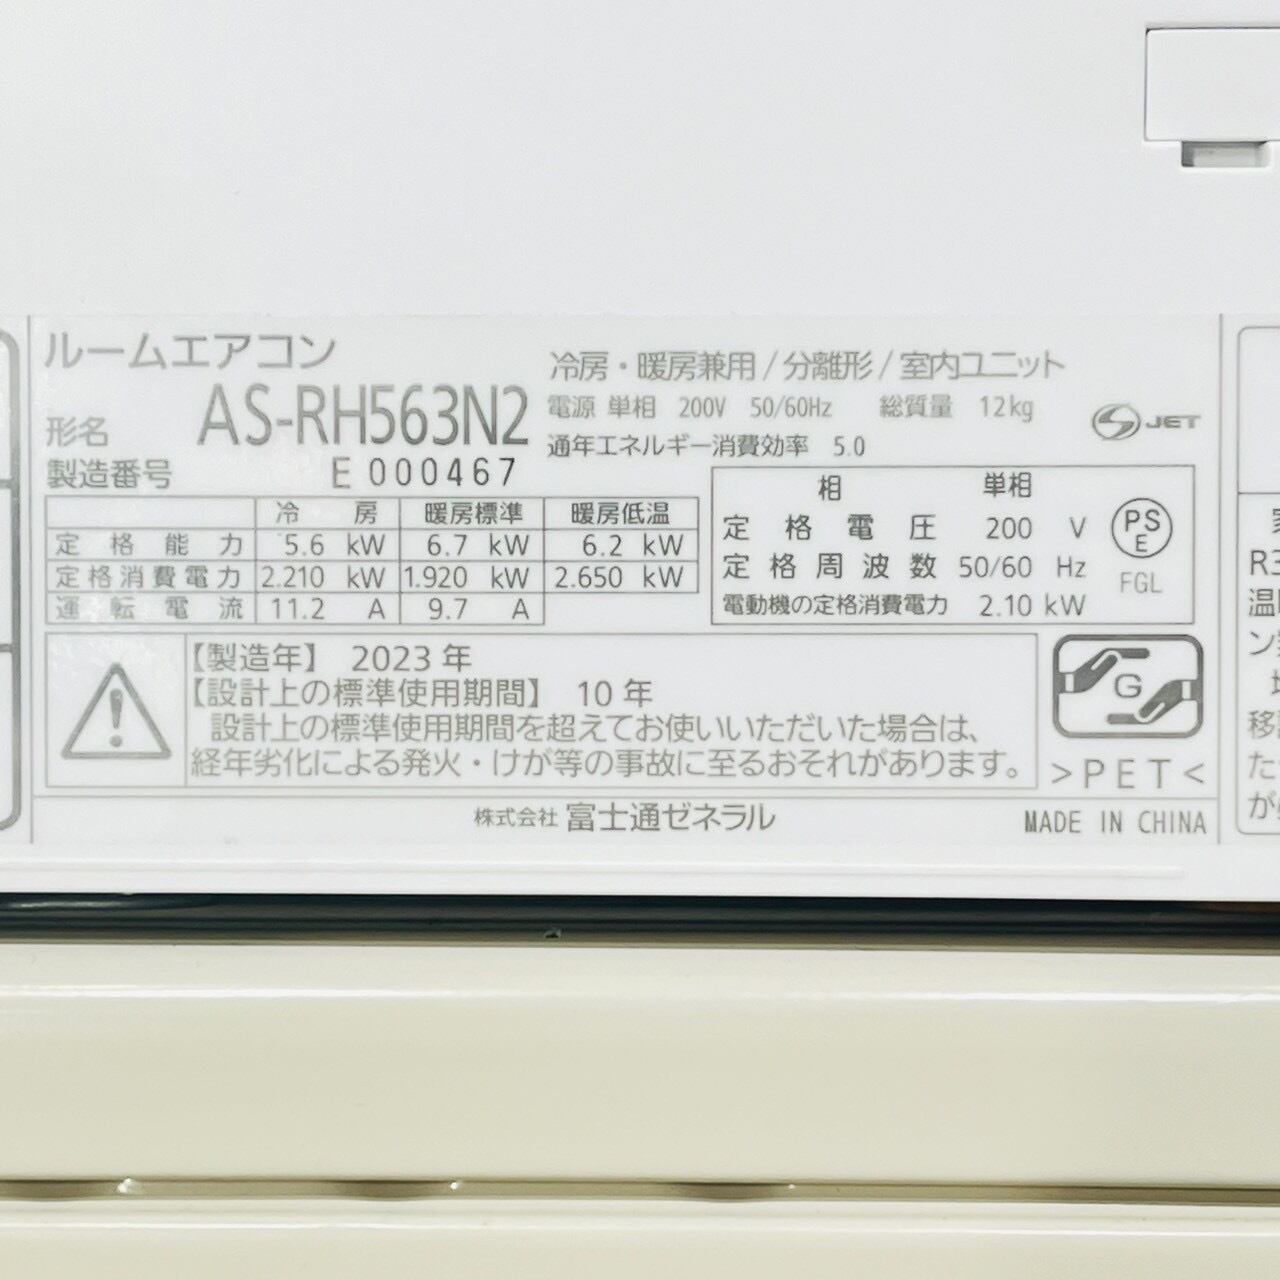 ルームエアコン
形名 AS-RH563N2
製造番号 E 000467
冷房・暖房兼用/分離形/室内ユニット
電源 単相 200V 50/60Hz 総質量 12kg
通年エネルギー消費効率 5.0
JET
冷房 暖房標準 暖房低温
定格能力 5.6 kW 6.7 kW 6.2 kW
定格消費電力 2.210 kW 1.920 kW 2.650 kW
運転電流 11.2 A 9.7 A
相 単相
定格電圧 200 V
定格周波数 50/60 Hz
電動機の定格消費電力 2.10 kW
PS
E
FGL
【製造年】 2023 年
【設計上の標準使用期間】 10 年
設計上の標準使用期間を超えてお使いいただいた場合は、
経年劣化による発火・けが等の事故に至るおそれがあります。
G
>PET<
株式会社 富士通ゼネラル
MADE IN CHINA